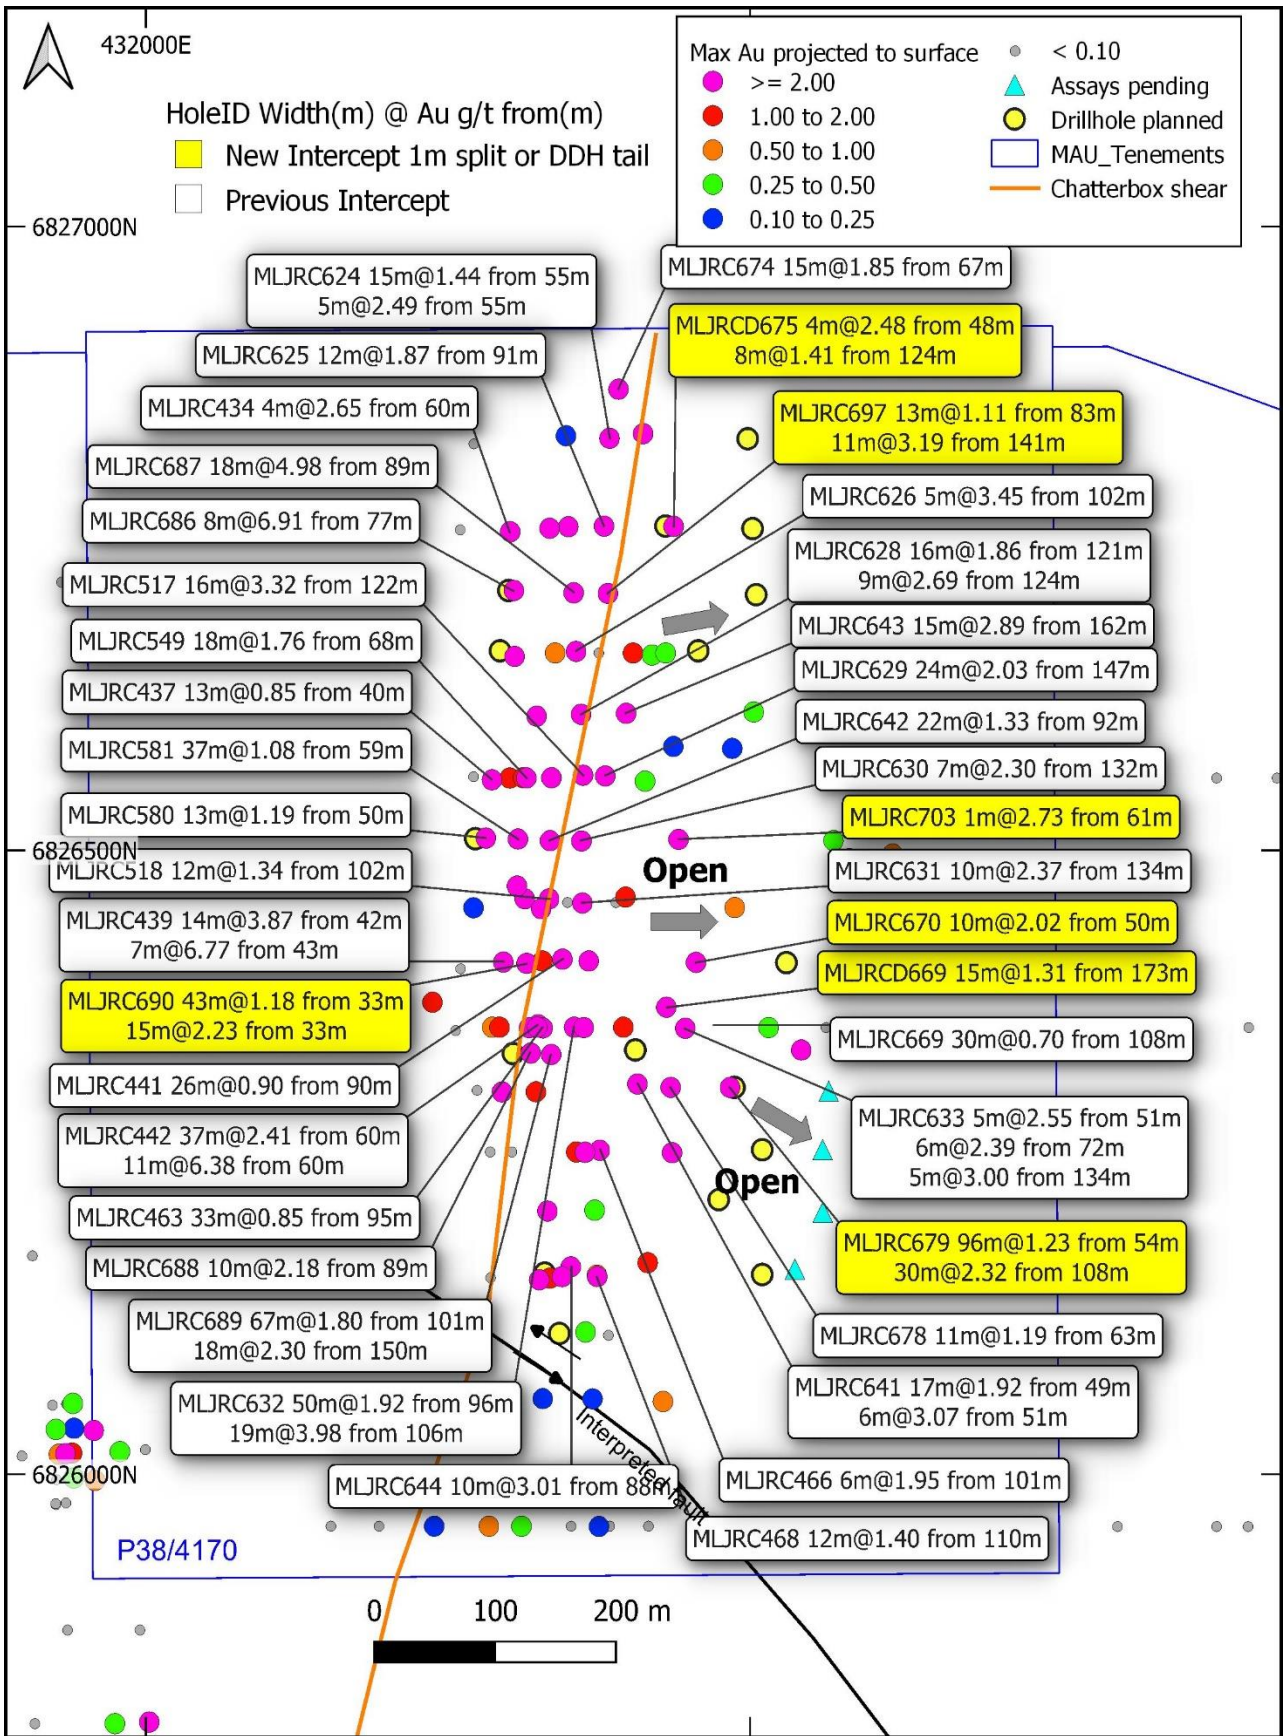 432000E
HoleID Width(m) @ Au g/t from(m)
New Intercept 1m split or DDH tail
Previous Intercept
Max Au projected to surface
>= 2.00
1.00 to 2.00
0.50 to 1.00
0.25 to 0.50
0.10 to 0.25
< 0.10
Assays pending
Drillhole planned
MAU_Tenements
Chatterbox shear
6827000N
MLJRC624 15m@1.44 from 55m
5m@2.49 from 55m
MLJRC625 12m@1.87 from 91m
MLJRC434 4m@2.65 from 60m
MLJRC687 18m@4.98 from 89m
MLJRC686 8m@6.91 from 77m
MLJRC517 16m@3.32 from 122m
MLJRC549 18m@1.76 from 68m
MLJRC437 13m@0.85 from 40m
MLJRC581 37m@1.08 from 59m
MLJRC580 13m@1.19 from 50m
6826500N
MLJRC518 12m@1.34 from 102m
MLJRC439 14m@3.87 from 42m
7m@6.77 from 43m
MLJRC690 43m@1.18 from 33m
15m@2.23 from 33m
MLJRC441 26m@0.90 from 90m
MLJRC442 37m@2.41 from 60m
11m@6.38 from 60m
MLJRC463 33m@0.85 from 95m
MLJRC688 10m@2.18 from 89m
MLJRC689 67m@1.80 from 101m
18m@2.30 from 150m
MLJRC632 50m@1.92 from 96m
19m@3.98 from 106m
MLJRC644 10m@3.01 from 88m
6826000N
MLJRC674 15m@1.85 from 67m
MLJRCD675 4m@2.48 from 48m
8m@1.41 from 124m
MLJRC697 13m@1.11 from 83m
11m@3.19 from 141m
MLJRC626 5m@3.45 from 102m
MLJRC628 16m@1.86 from 121m
9m@2.69 from 124m
MLJRC643 15m@2.89 from 162m
MLJRC629 24m@2.03 from 147m
MLJRC642 22m@1.33 from 92m
MLJRC630 7m@2.30 from 132m
MLJRC703 1m@2.73 from 61m
Open
MLJRC631 10m@2.37 from 134m
MLJRC670 10m@2.02 from 50m
MLJRCD669 15m@1.31 from 173m
MLJRC669 30m@0.70 from 108m
MLJRC633 5m@2.55 from 51m
6m@2.39 from 72m
5m@3.00 from 134m
Open
MLJRC679 96m@1.23 from 54m
30m@2.32 from 108m
MLJRC678 11m@1.19 from 63m
MLJRC641 17m@1.92 from 49m
6m@3.07 from 51m
MLJRC466 6m@1.95 from 101m
MLJRC468 12m@1.40 from 110m
Interpreted fault
P38/4170
0 100 200 m